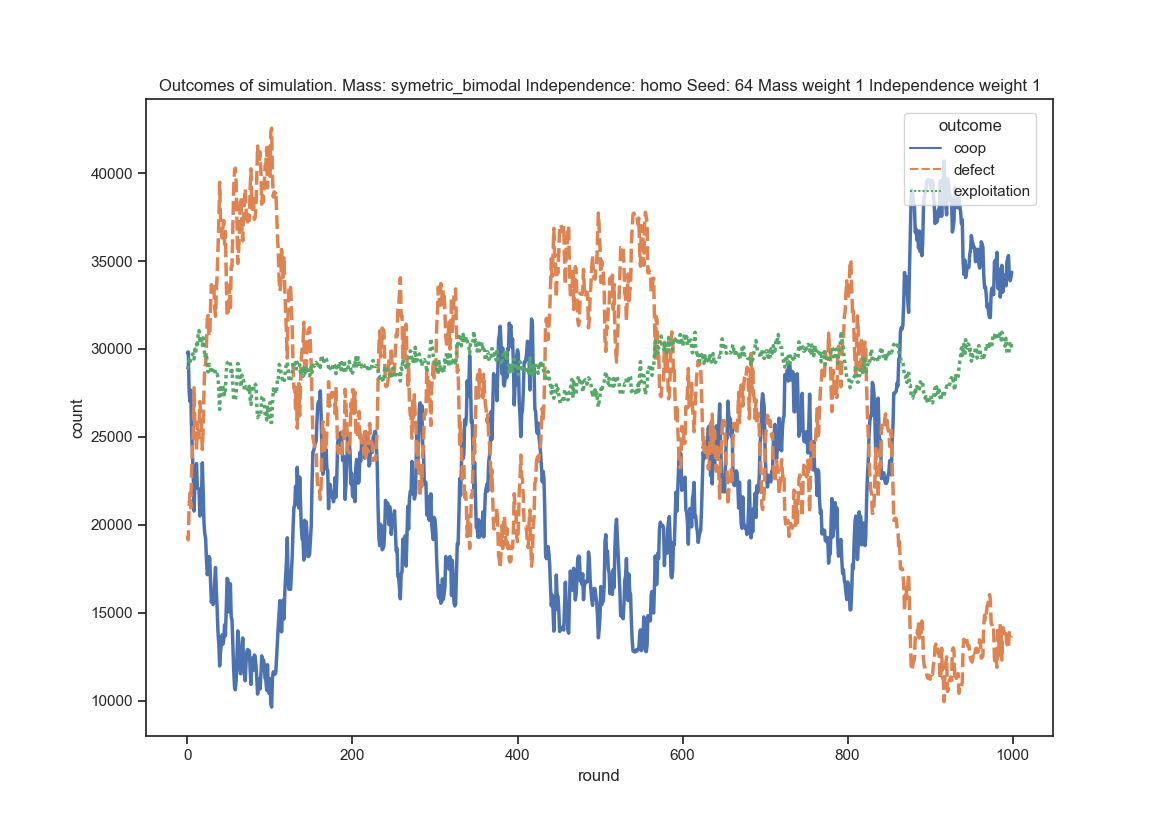 Outcomes of simulation. Mass: symetric_bimodal Independence: homo Seed: 64 Mass weight 1 Independence weight 1
outcome
coop
defect
exploitation
40000
35000
30000
25000
20000
15000
10000
count
0
200
400
600
800
1000
round